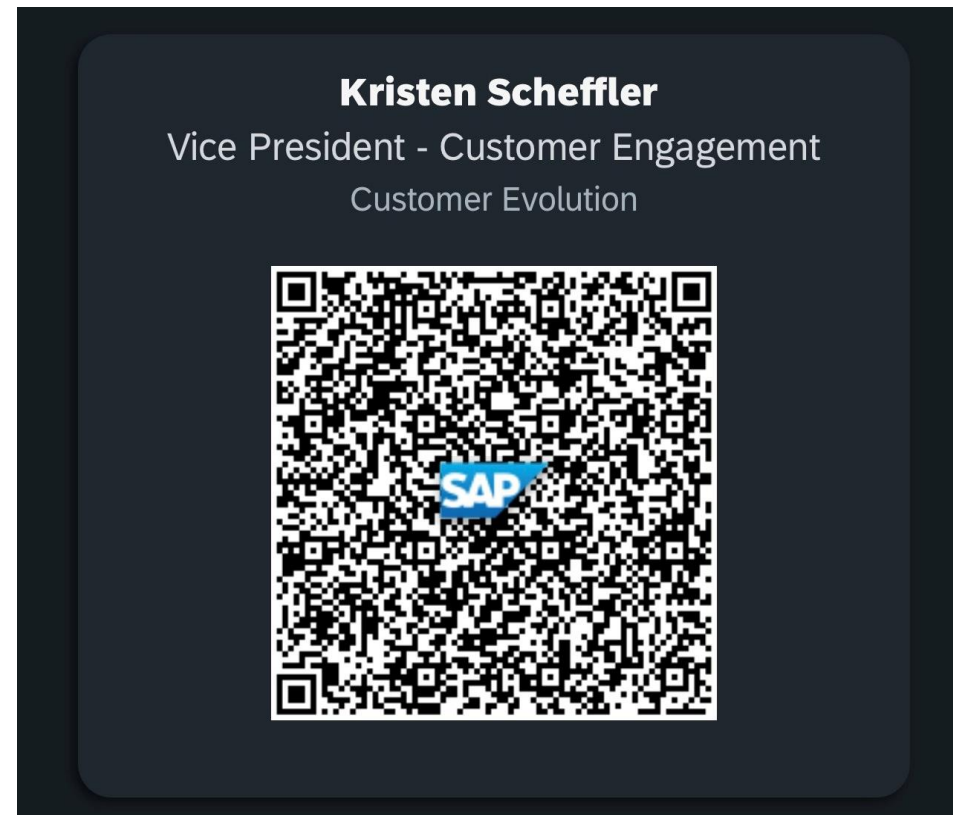 Kristen Scheffler
Vice President - Customer Engagement
Customer Evolution
SAP